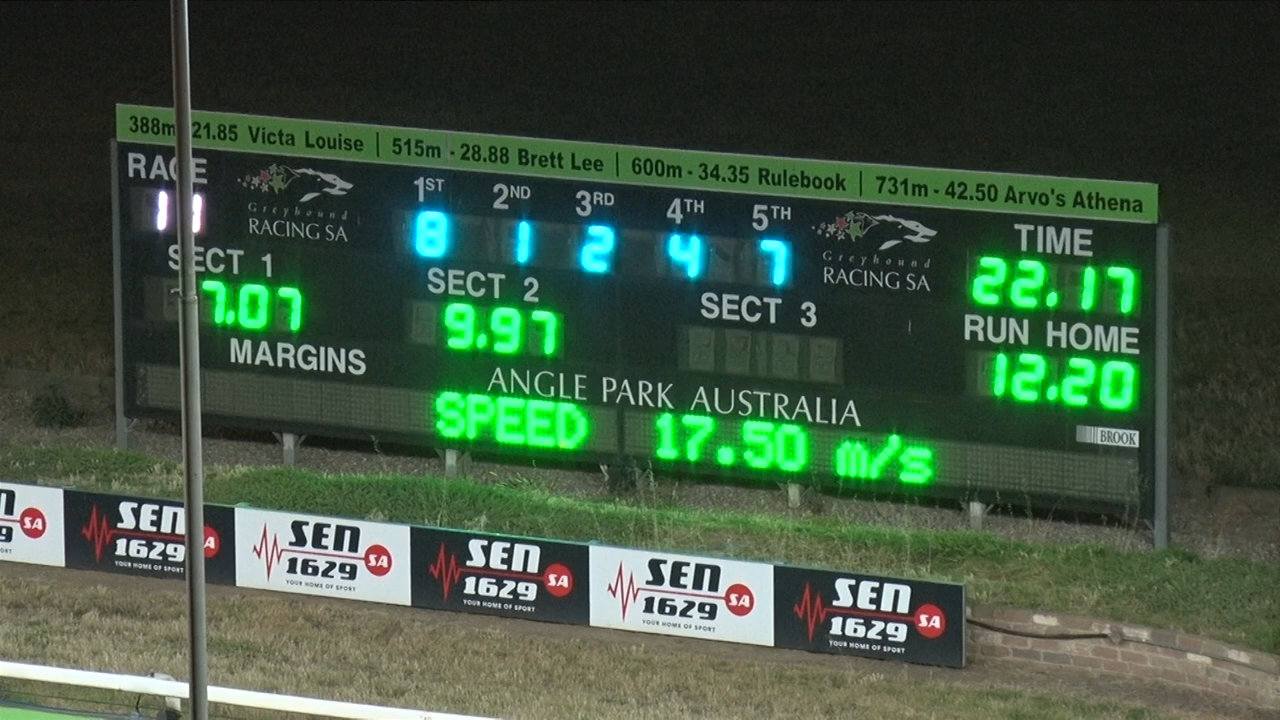 388m 21.85 Victa Louise | 515m - 28.88 Brett Lee | 600m - 34.35 Rulebook | 731m - 42.50 Arvo's Athena
RACE
11
Greyhound
RACING SA
1ST 2ND 3RD 4TH 5TH
8 1 2 4 7
Greyhound
RACING SA
TIME
22.17
SECT 1
7.07
SECT 2
9.97
SECT 3
RUN HOME
12.20
MARGINS
ANGLE PARK AUSTRALIA
SPEED 17.50 m/s
BROOK
9 SA
SEN
1629 SA
SEN
1629 SA
YOUR HOME OF SPORT
SEN
1629 SA
YOUR HOME OF SPORT
SEN
1629 SA
YOUR HOME OF SPORT
SEN
1629 SA
YOUR HOME OF SPORT